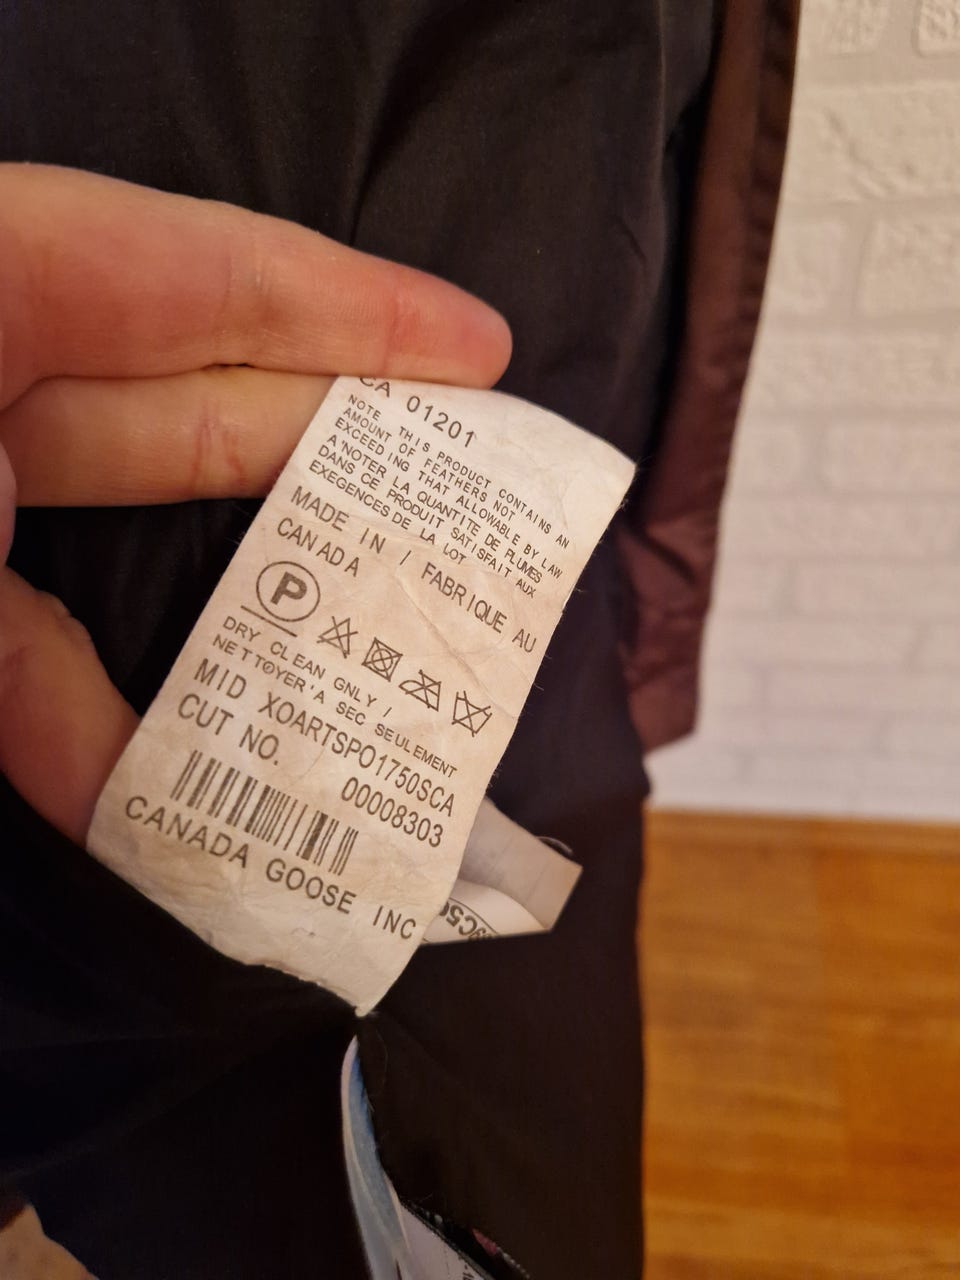 CA 01201
NOTE THIS PRODUCT CONTAINS AN
AMOUNT OF FEATHERS NOT
EXCEEDING THAT ALLOWABLE BY LAW
A'NOTER LA QUANTITE DE PLUMES
DANS CE PRODUIT SATISFAIT AUX
EXEGENCES DE LA LOT
MADE IN / FABRIQUE AU
CANADA
P
DRY CLEAN GNLY /
NETTOYER'A SEC SEULEMENT
MID XOARTSPO1750SCA
CUT NO. 00008303
CANADA GOOSE INC